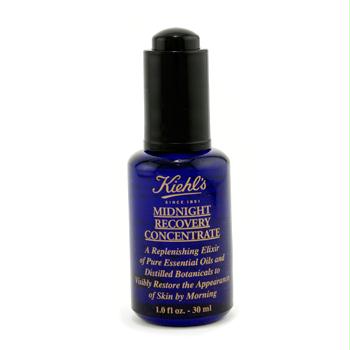 Kiehl's
SINCE 1851
MIDNIGHT
RECOVERY
CONCENTRATE
A Replenishing Elixir
of Pure Essential Oils and
Distilled Botanicals to
Visibly Restore the Appearance
of Skin by Morning
1.0 fl. oz. - 30 ml